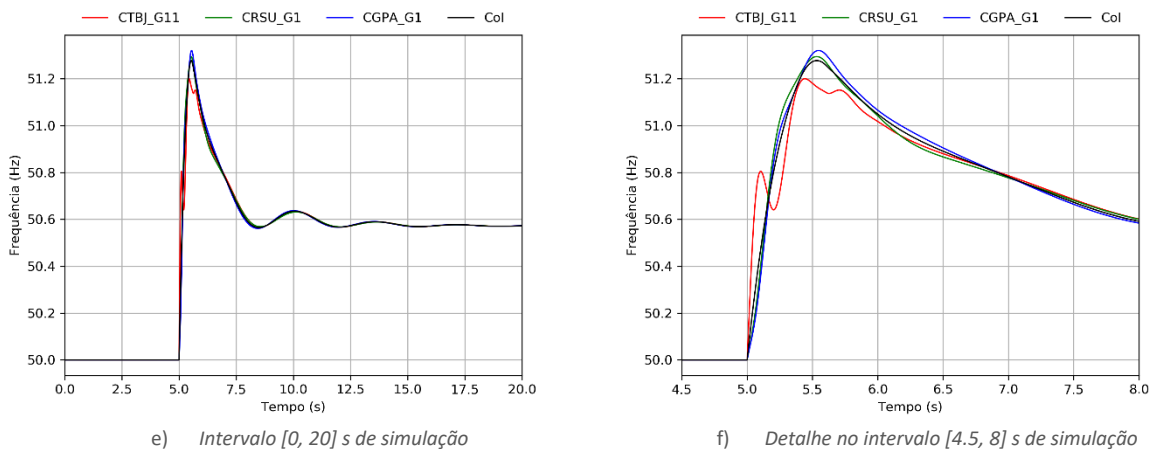 CTBJ_G11 CRSU_G1 CGPA_G1 CoI
Frequência (Hz)
51.2
51.0
50.8
50.6
50.4
50.2
50.0
0.0 2.5 5.0 7.5 10.0 12.5 15.0 17.5 20.0
Tempo (s)
e) Intervalo [0, 20] s de simulação
CTBJ_G11 CRSU_G1 CGPA_G1 CoI
Frequência (Hz)
51.2
51.0
50.8
50.6
50.4
50.2
50.0
4.5 5.0 5.5 6.0 6.5 7.0 7.5 8.0
Tempo (s)
f) Detalhe no intervalo [4.5, 8] s de simulação